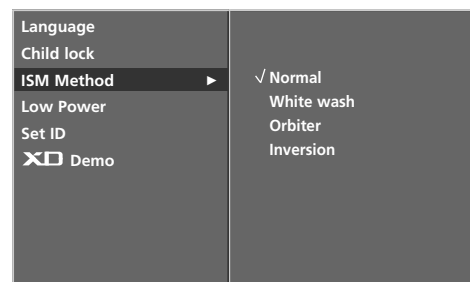 Language
Child lock
ISM Method ►
Low Power
Set ID
XD Demo
√ Normal
White wash
Orbiter
Inversion